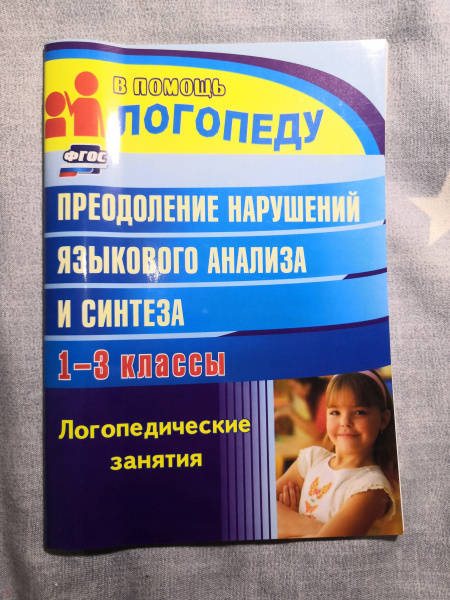 в помощь
ЛОГОПЕДУ
ФГОС
ПРЕОДОЛЕНИЕ НАРУШЕНИЙ
ЯЗЫКОВОГО АНАЛИЗА
И СИНТЕЗА
1–3 классы
Логопедические
занятия